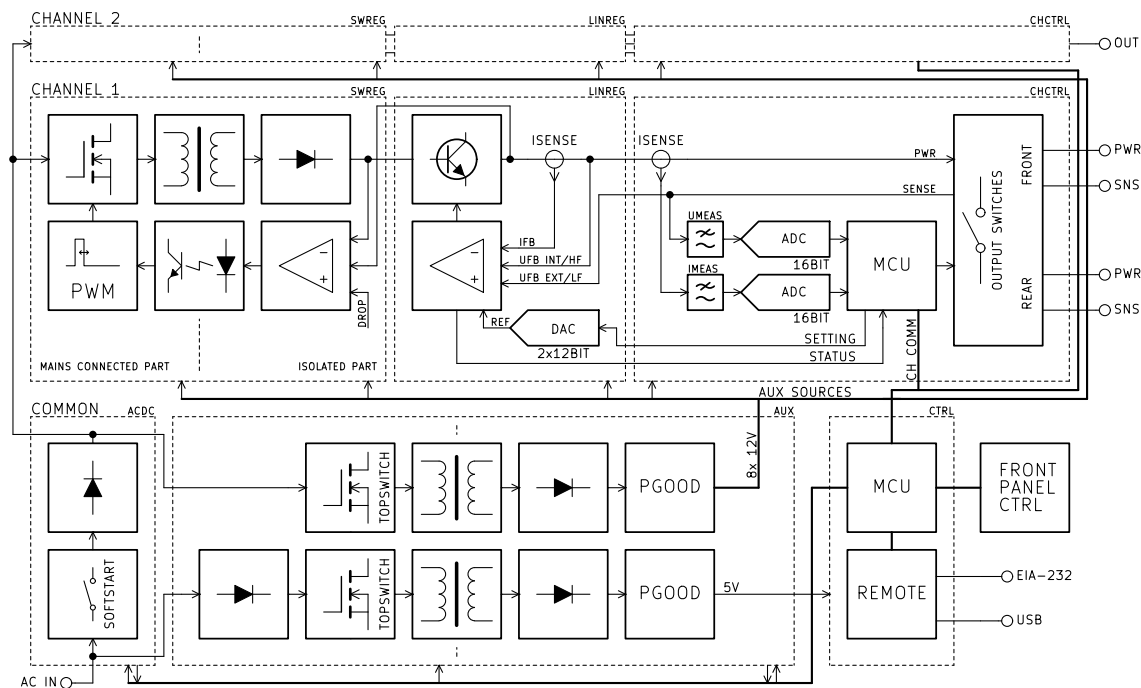 CHANNEL 2
SWREG
LINREG
CHCTRL
OUT
CHANNEL 1
SWREG
LINREG
CHCTRL
ISENSE
ISENSE
PWR
FRONT
PWR
SENSE
SNS
UMEAS
OUTPUT SWITCHES
IFB
ADC
MCU
UFB INT/HF
16BIT
IMEAS
UFB EXT/LF
PWR
PWM
ADC
REAR
DROP
16BIT
SNS
REF
DAC
SETTING
2x12BIT
STATUS
CH COMM
MAINS CONNECTED PART
ISOLATED PART
AUX SOURCES
COMMON
ACDC
AUX
CTRL
8x 12V
TOPSWITCH
PGOOD
MCU
FRONT
PANEL
CTRL
SOFTSTART
TOPSWITCH
PGOOD
5V
REMOTE
EIA-232
USB
AC IN